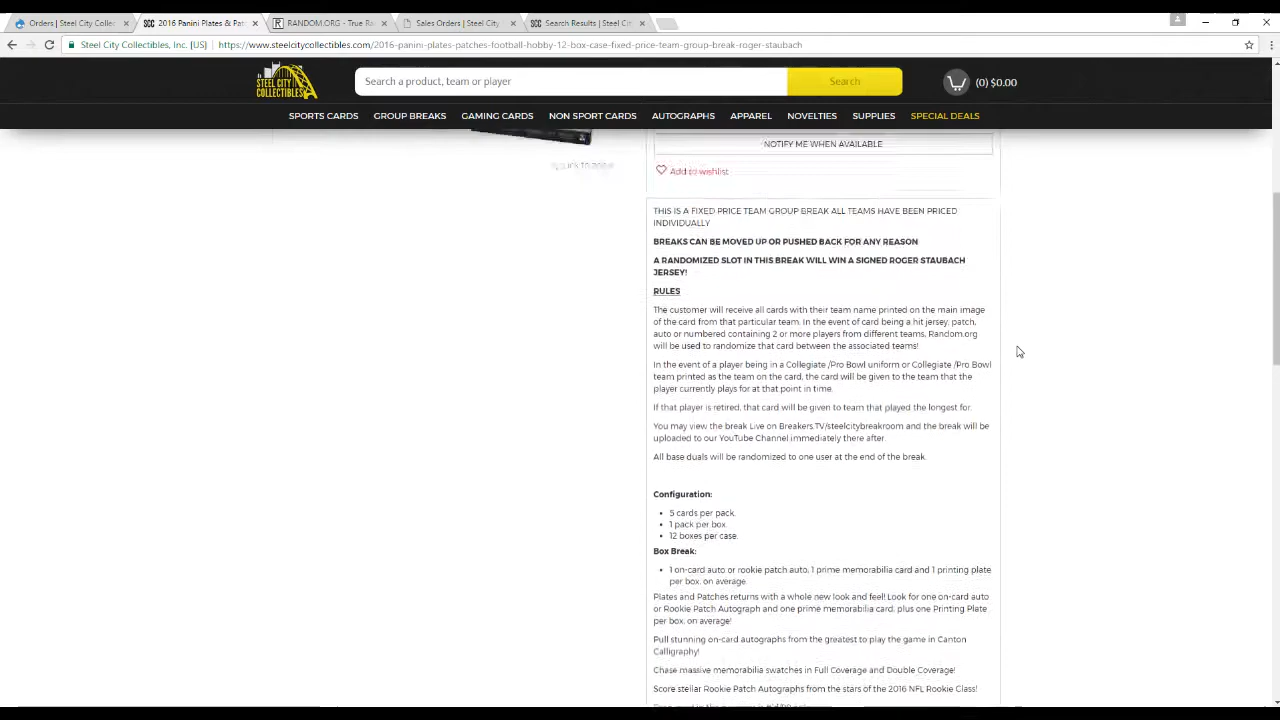 Orders | Steel City Collec
SCC 2016 Panini Plates & Pat
RANDOM.ORG - True Ra
Sales Orders | Steel City
SCC Search Results | Steel C
Steel City Collectibles, Inc. [US]
https://www.steelcitycollectibles.com/2016-panini-plates-patches-football-hobby-12-box-case-fixed-price-team-group-break-roger-staubach
STEEL CITY
COLLECTIBLES
Search a product, team or player
Search
(0) $0.00
SPORTS CARDS GROUP BREAKS GAMING CARDS NON SPORT CARDS AUTOGRAPHS APPAREL NOVELTIES SUPPLIES SPECIAL DEALS
NOTIFY ME WHEN AVAILABLE
Add to wishlist
THIS IS A FIXED PRICE TEAM GROUP BREAK ALL TEAMS HAVE BEEN PRICED
INDIVIDUALLY
BREAKS CAN BE MOVED UP OR PUSHED BACK FOR ANY REASON
A RANDOMIZED SLOT IN THIS BREAK WILL WIN A SIGNED ROGER STAUBACH
JERSEY!
RULES
The customer will receive all cards with their team name printed on the main image
of the card from that particular team. In the event of card being a hit jersey, patch,
auto or numbered containing 2 or more players from different teams, Random.org
will be used to randomize that card between the associated teams!
In the event of a player being in a Collegiate /Pro Bowl uniform or Collegiate /Pro Bowl
team printed as the team on the card, the card will be given to the team that the
player currently plays for at that point in time.
If that player is retired, that card will be given to team that played the longest for.
You may view the break Live on Breakers.TV/steelcitybreakroom and the break will be
uploaded to our YouTube Channel immediately there after.
All base duals will be randomized to one user at the end of the break.
Configuration:
5 cards per pack.
1 pack per box.
12 boxes per case.
Box Break:
1 on-card auto or rookie patch auto, 1 prime memorabilia card and 1 printing plate
per box, on average.
Plates and Patches returns with a whole new look and feel! Look for one on-card auto
or Rookie Patch Autograph and one prime memorabilia card, plus one Printing Plate
per box, on average!
Pull stunning on-card autographs from the greatest to play the game in Canton
Calligraphy!
Chase massive memorabilia swatches in Full Coverage and Double Coverage!
Score stellar Rookie Patch Autographs from the stars of the 2016 NFL Rookie Class!